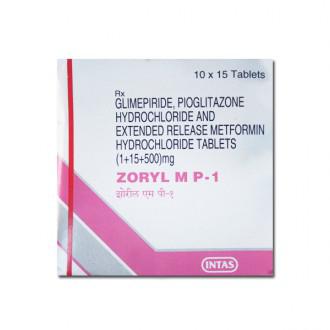 10 x 15 Tablets
Rx
GLIMEPIRIDE, PIOGLITAZONE
HYDROCHLORIDE AND
EXTENDED RELEASE METFORMIN
HYDROCHLORIDE TABLETS
(1+15+500)mg
ZORYL M P-1
ज़ोरील एम पी-१
INTAS